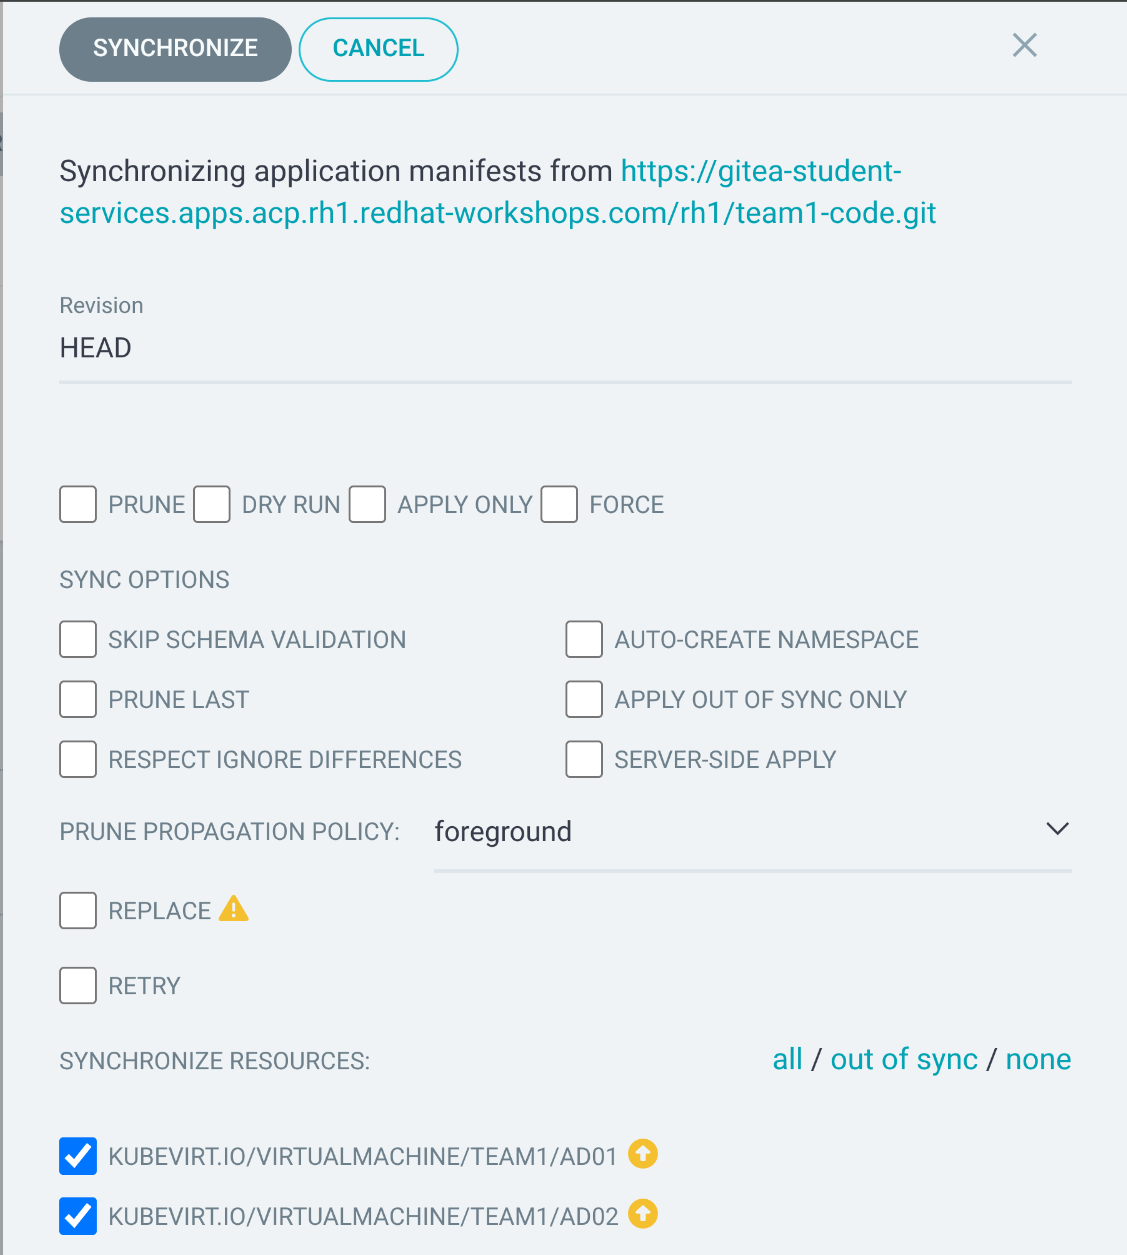 SYNCHRONIZE CANCEL
Synchronizing application manifests from https://gitea-student-
services.apps.acp.rh1.redhat-workshops.com/rh1/team1-code.git
Revision
HEAD
PRUNE DRY RUN APPLY ONLY FORCE
SYNC OPTIONS
SKIP SCHEMA VALIDATION AUTO-CREATE NAMESPACE
PRUNE LAST APPLY OUT OF SYNC ONLY
RESPECT IGNORE DIFFERENCES SERVER-SIDE APPLY
PRUNE PROPAGATION POLICY: foreground
REPLACE
RETRY
SYNCHRONIZE RESOURCES: all / out of sync / none
KUBEVIRT.IO/VIRTUALMACHINE/TEAM1/AD01
KUBEVIRT.IO/VIRTUALMACHINE/TEAM1/AD02